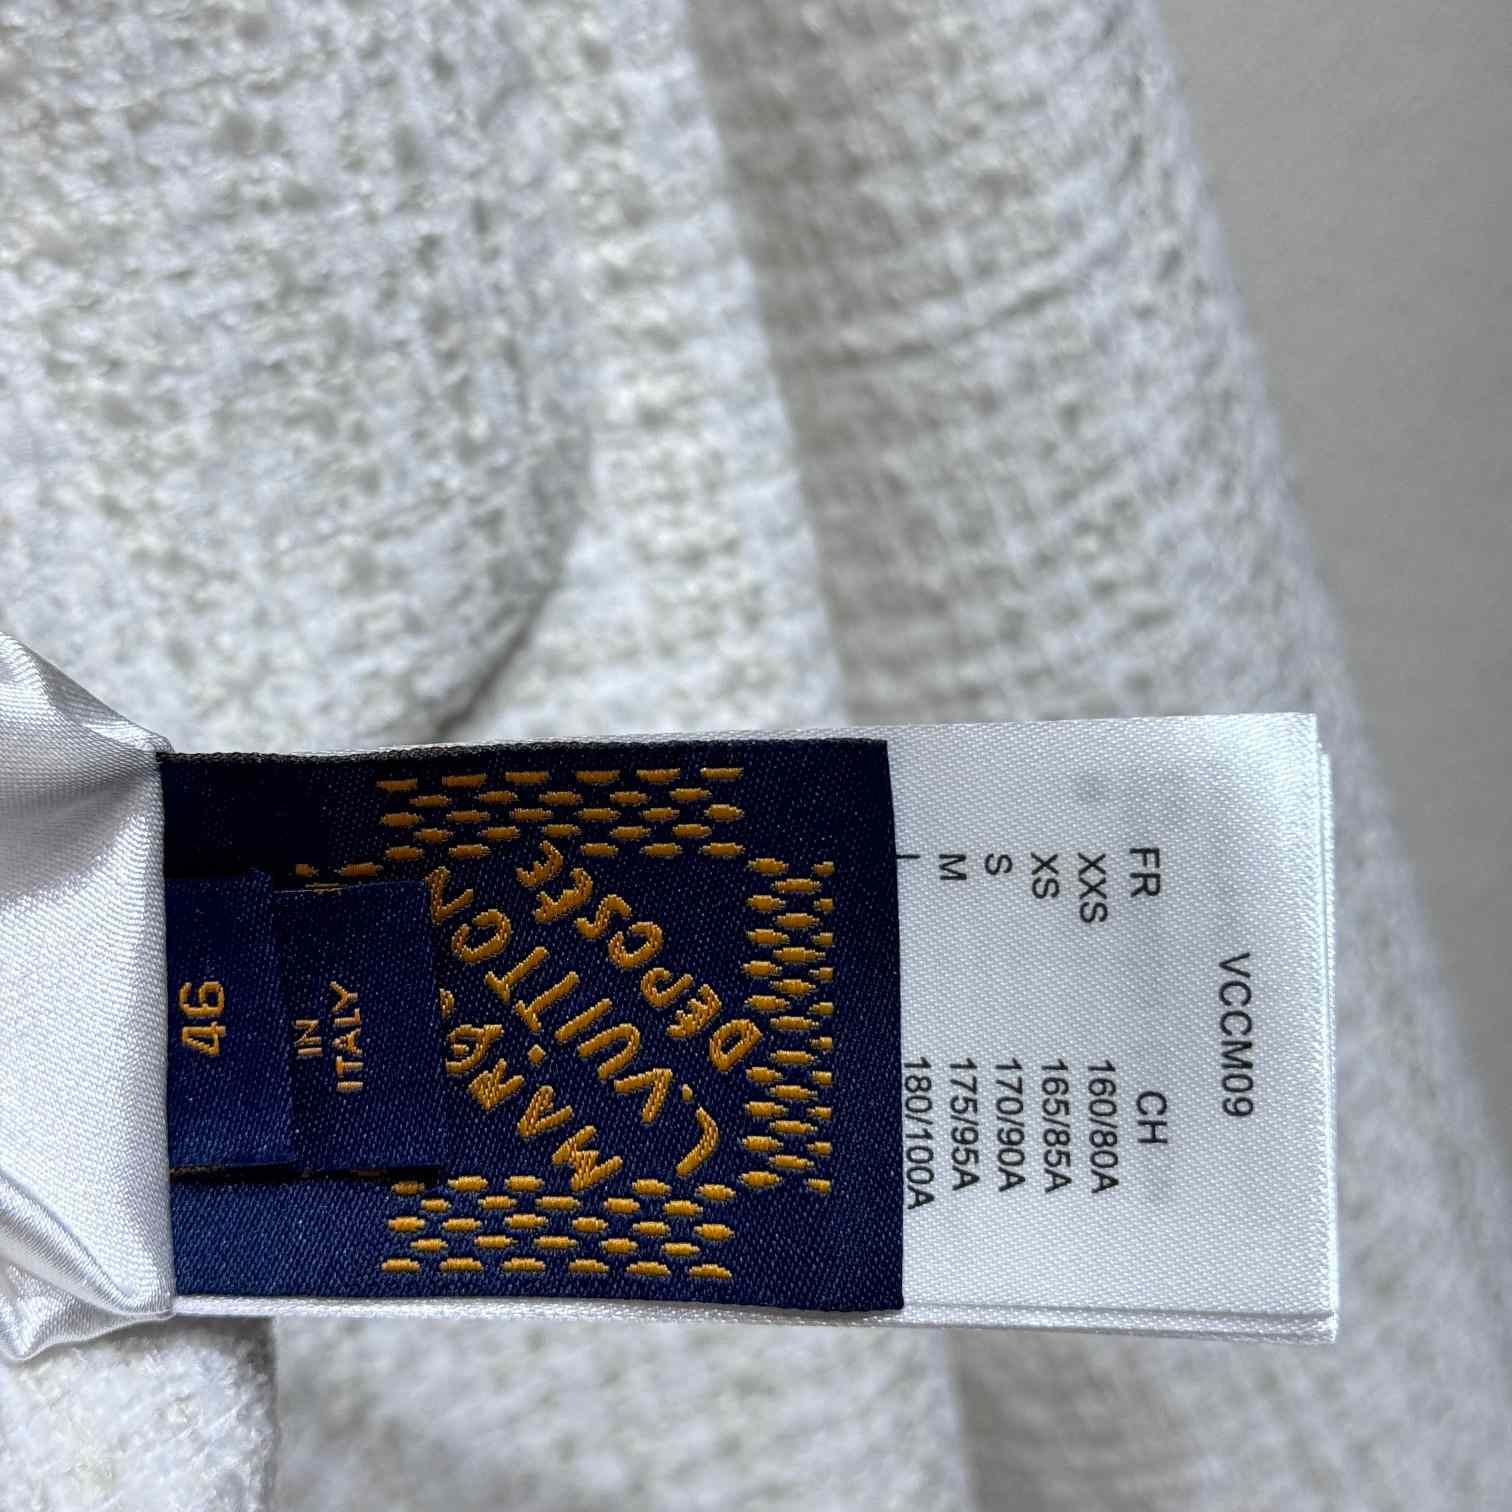 VCCM09
FR CH
XXS 160/80A
XS 165/85A
S 170/90A
M 175/95A
180/100A
MARQ
L.VUITTON
DEPOSEE
IN
ITALY
46